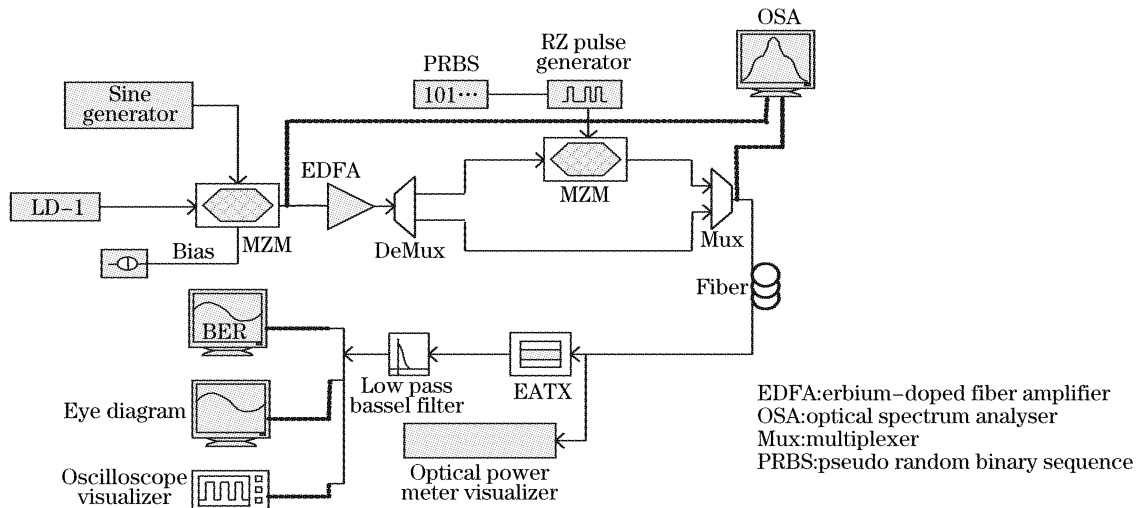 OSA
RZ pulse
generator
PRBS
101···
Sine
generator
EDFA
MZM
LD-1
DeMux
Mux
MZM
Bias
Fiber
BER
Low pass
bassel filter
EATX
Eye diagram
Optical power
meter visualizer
Oscilloscope
visualizer
EDFA:erbium-doped fiber amplifier
OSA:optical spectrum analyser
Mux:multiplexer
PRBS:pseudo random binary sequence